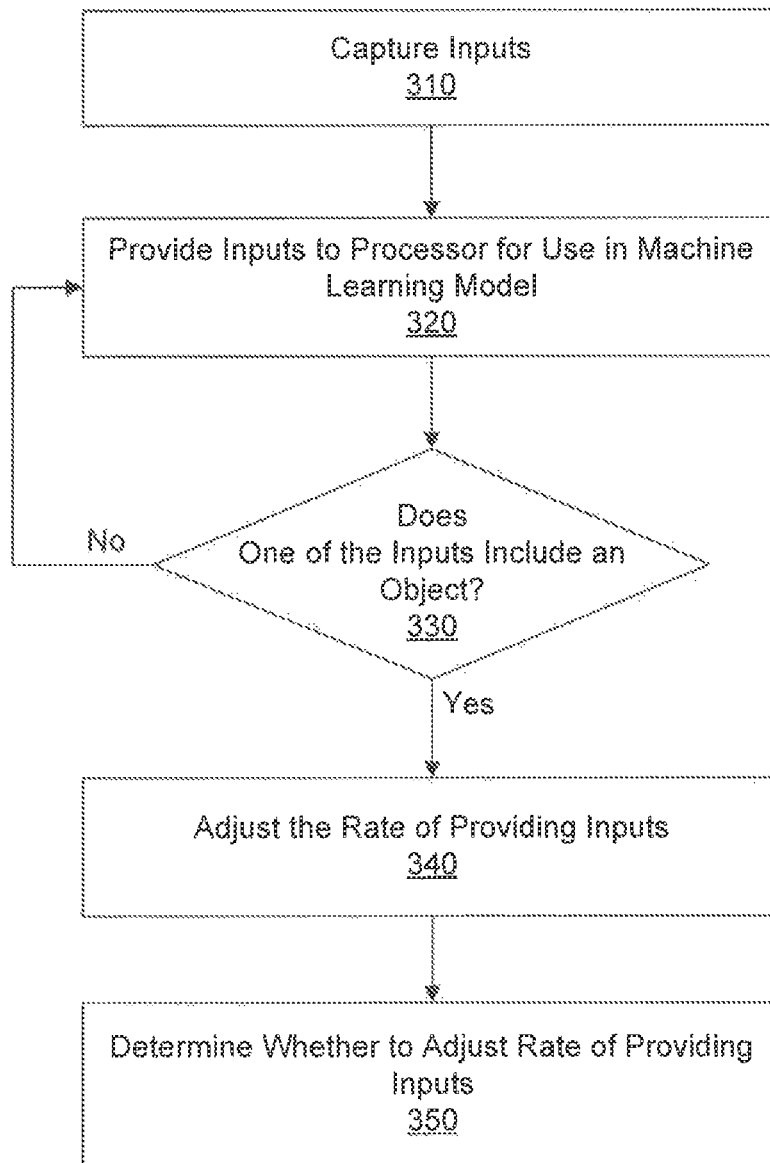 Capture Inputs
310
Provide Inputs to Processor for Use in Machine
Learning Model
320
Does
One of the Inputs Include an
Object?
330
No
Yes
Adjust the Rate of Providing Inputs
340
Determine Whether to Adjust Rate of Providing
Inputs
350